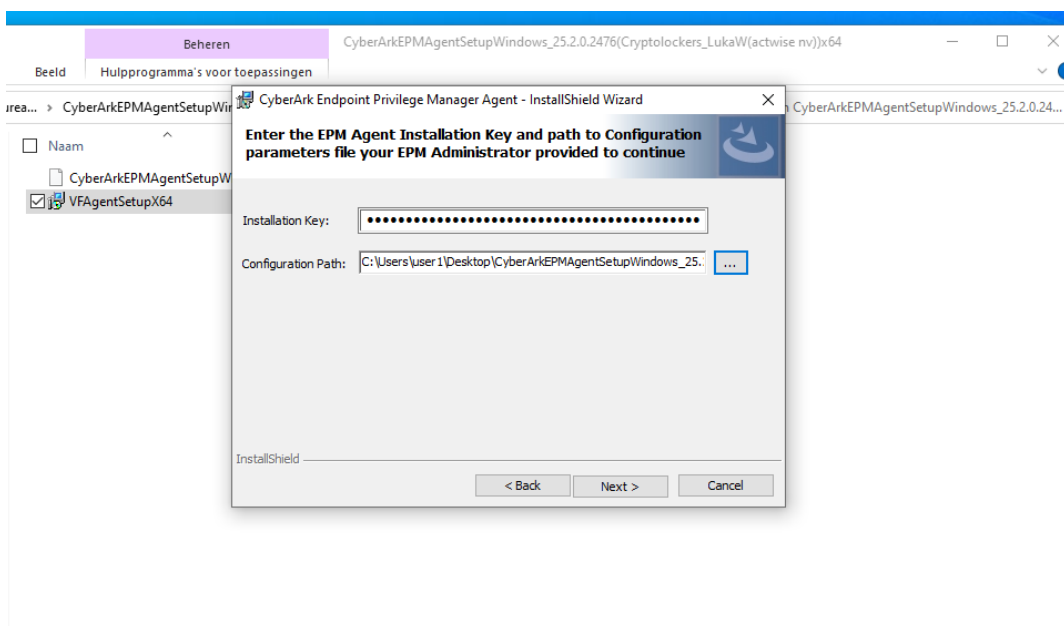 Beheren
CyberArkEPMAgentSetupWindows_25.2.0.2476(Cryptolockers_LukaW(actwise nv))x64
Beeld
Hulpprogramma's voor toepassingen
CyberArkEPMAgentSetupWin
CyberArkEPMAgentSetupWindows_25.2.0.24...
CyberArk Endpoint Privilege Manager Agent - InstallShield Wizard
Enter the EPM Agent Installation Key and path to Configuration
parameters file your EPM Administrator provided to continue
Naam
CyberArkEPMAgentSetupW
VFAgentSetupX64
Installation Key:
Configuration Path:
C:\Users\user1\Desktop\CyberArkEPMAgentSetupWindows_25.
...
InstallShield
< Back
Next >
Cancel